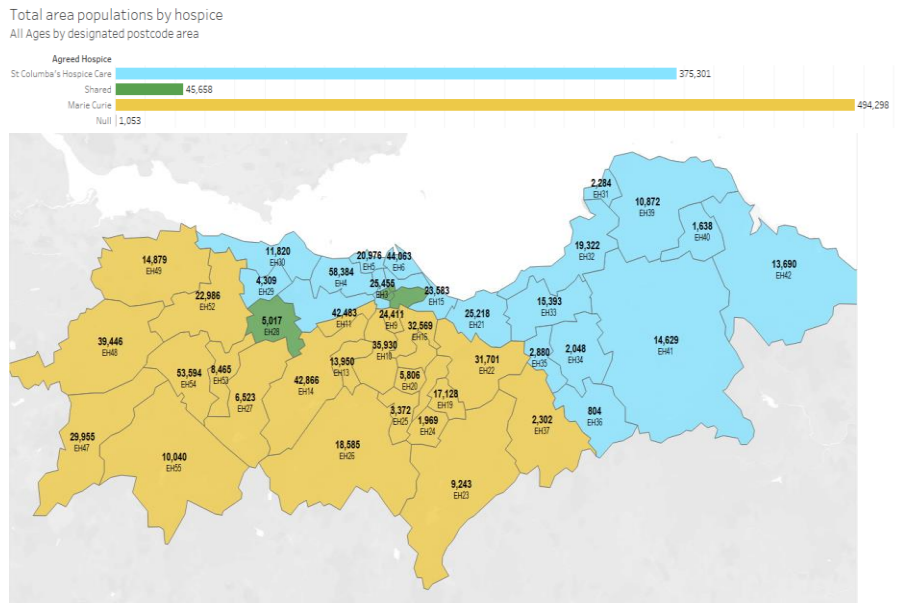 Total area populations by hospice
All Ages by designated postcode area
Agreed Hospice
St Columba's Hospice Care 375,301
Shared 45,658
Marie Curie 494,298
Null 1,053
2,284
EH31
10,872
EH39
1,638
EH40
19,322
EH32
13,690
EH42
14,879
EH49
11,820
EH30
20,976
EH5
44,063
EH6
58,384
EH4
4,309
EH29
25,455
EH3
23,583
EH15
22,986
EH52
15,393
EH33
5,017
EH28
42,483
EH11
24,411
EH9
25,218
EH21
32,569
EH16
39,446
EH48
35,930
EH10
14,629
EH41
2,880
EH35
2,048
EH34
13,950
EH13
31,701
EH22
53,594
EH54
8,465
EH53
5,806
EH20
42,866
EH14
17,128
EH19
6,523
EH27
3,372
EH25
1,969
EH24
804
EH36
2,302
EH37
29,955
EH47
18,585
EH26
10,040
EH55
9,243
EH23